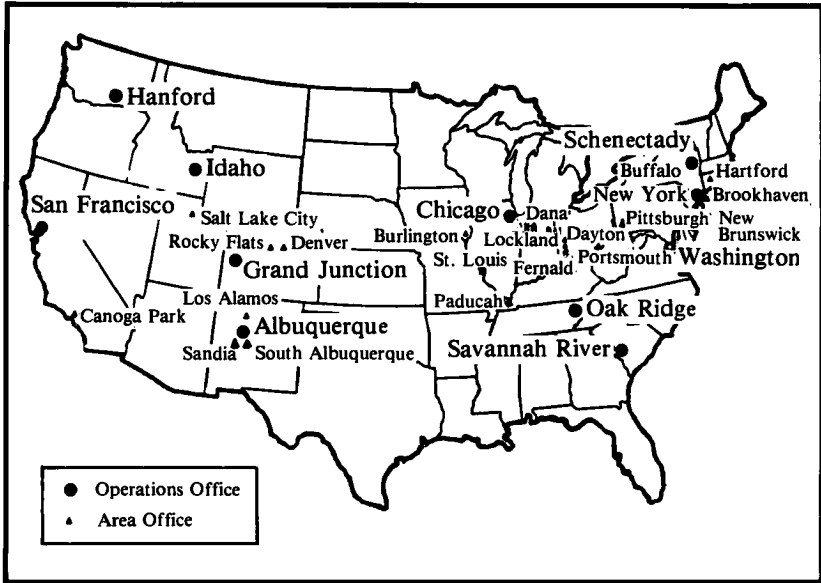 Hanford
Schenectady
Idaho
Buffalo
Hartford
San Francisco
New York
Brookhaven
Salt Lake City
Chicago
Dana
Pittsburgh
New
Brunswick
Rocky Flats
Denver
Burlington
Lockland
Dayton
Grand Junction
St. Louis
Fernald
Portsmouth
Washington
Los Alamos
Paducah
Canoga Park
Albuquerque
Oak Ridge
Sandia
South Albuquerque
Savannah River
Operations Office
Area Office